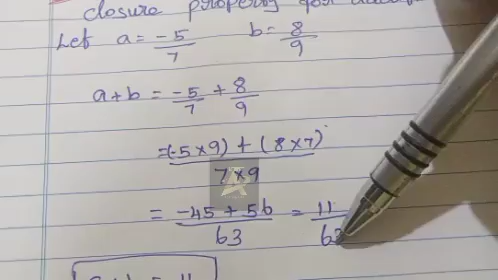 closure property for
Let a = -5/7 b = 8/9
a+b = -5/7 + 8/9
= (-5×9) + (8×7) / 7×9
= -45 + 56 / 63 = 11 / 63